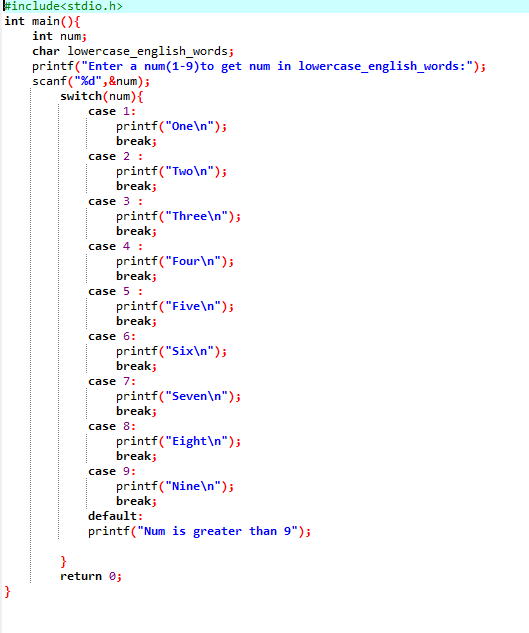 #include<stdio.h>
int main(){
    int num;
    char lowercase_english_words;
    printf("Enter a num(1-9)to get num in lowercase_english_words:");
    scanf("%d",&num);
        switch(num){
            case 1:
                printf("One\n");
                break;
            case 2 :
                printf("Two\n");
                break;
            case 3 :
                printf("Three\n");
                break;
            case 4 :
                printf("Four\n");
                break;
            case 5 :
                printf("Five\n");
                break;
            case 6:
                printf("Six\n");
                break;
            case 7:
                printf("Seven\n");
                break;
            case 8:
                printf("Eight\n");
                break;
            case 9:
                printf("Nine\n");
                break;
            default:
            printf("Num is greater than 9");
        }
        return 0;
}